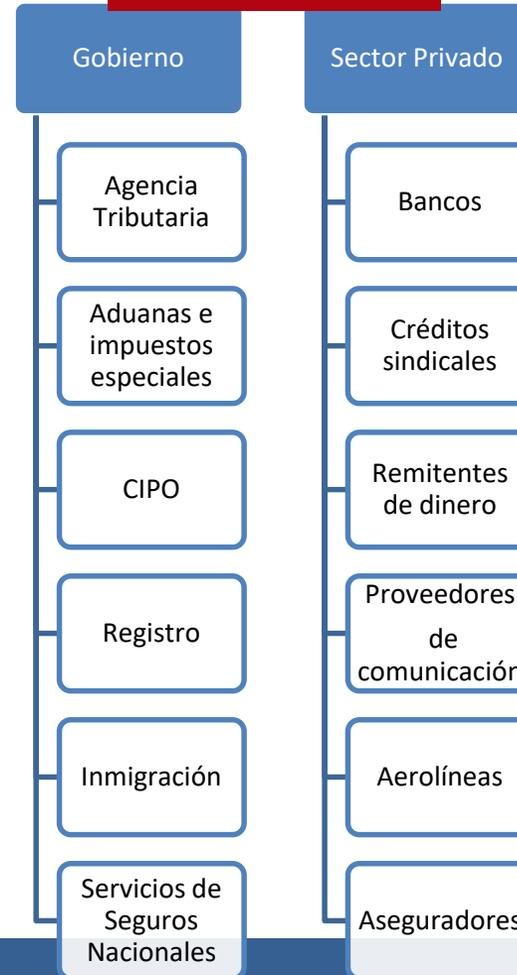 Gobierno
Agencia
Tributaria
Aduanas e
impuestos
especiales
CIPO
Registro
Inmigración
Servicios de
Seguros
Nacionales
Sector Privado
Bancos
Créditos
sindicales
Remitentes
de dinero
Proveedores
de
comunicación
Aerolíneas
Aseguradores